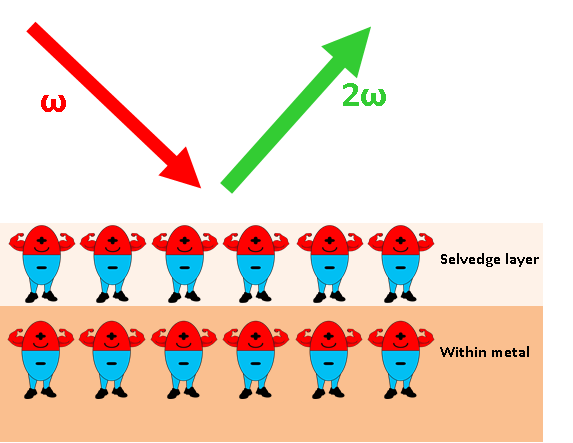 ω
2ω
Selvedge layer
Within metal